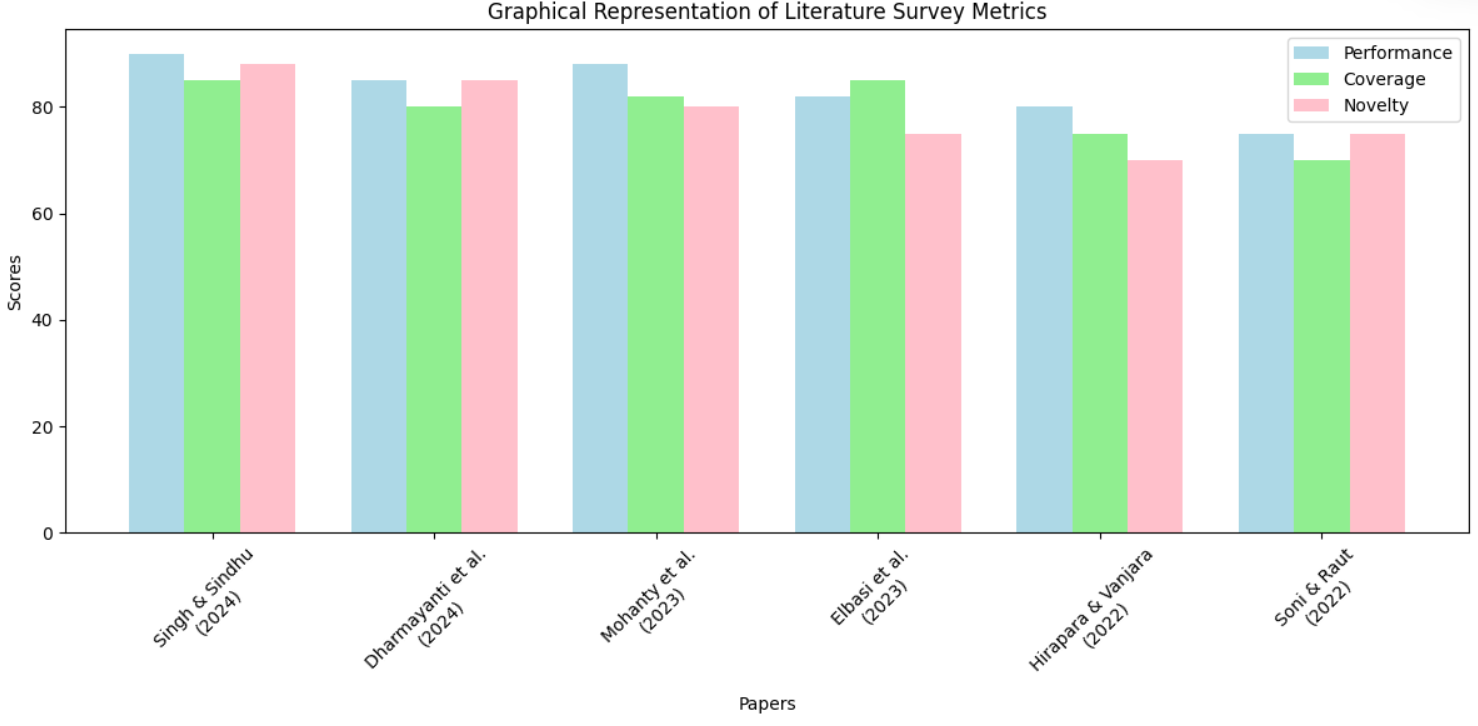 Graphical Representation of Literature Survey Metrics
Performance
Coverage
Novelty
80
60
40
20
0
Scores
Singh & Sindhu
(2024)
Dharmayanti et al.
(2024)
Mohanty et al.
(2023)
Elbasi et al.
(2023)
Hirapara & Vanjara
(2022)
Soni & Raut
(2022)
Papers